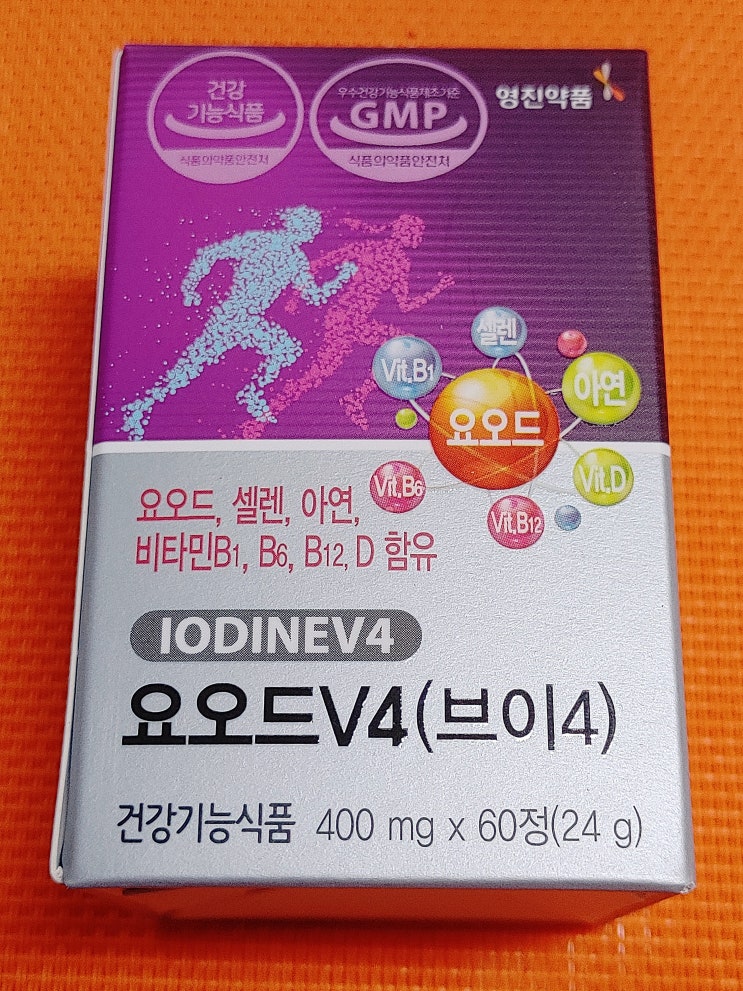 건강
기능식품
식품의약품안전처
우수건강기능식품제조기준
GMP
식품의약품안전처
영진약품
셀렌
Vit.B1
아연
요오드
Vit.B6
Vit.D
Vit.B12
요오드, 셀렌, 아연,
비타민B1, B6, B12, D 함유
IODINEV4
요오드V4(브이4)
건강기능식품 400 mg x 60정(24 g)